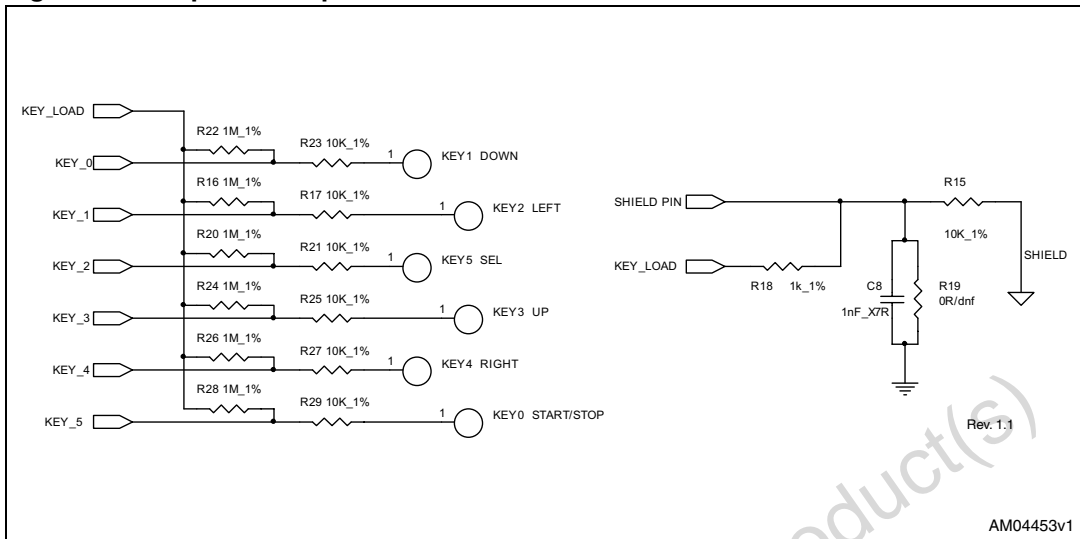 KEY_LOAD
R22 1M_1%
R23 10K_1%
KEY_0
1
KEY1 DOWN
R16 1M_1%
R17 10K_1%
KEY_1
1
KEY2 LEFT
R20 1M_1%
R21 10K_1%
KEY_2
1
KEY5 SEL
R24 1M_1%
R25 10K_1%
KEY_3
1
KEY3 UP
R26 1M_1%
R27 10K_1%
KEY_4
1
KEY4 RIGHT
R28 1M_1%
R29 10K_1%
KEY_5
1
KEY0 START/STOP
SHIELD PIN
R15
10K_1%
SHIELD
KEY_LOAD
R18 1k_1%
C8
1nF_X7R
R19
0R/dnf
Rev. 1.1
oduct(s)
AM04453v1